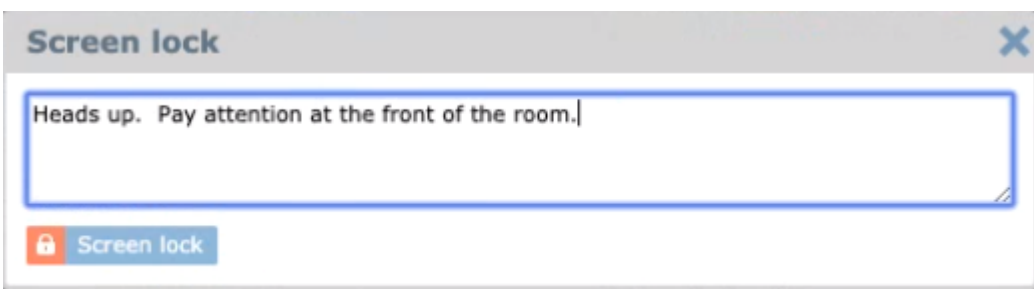 Screen lock
Heads up.  Pay attention at the front of the room.
Screen lock